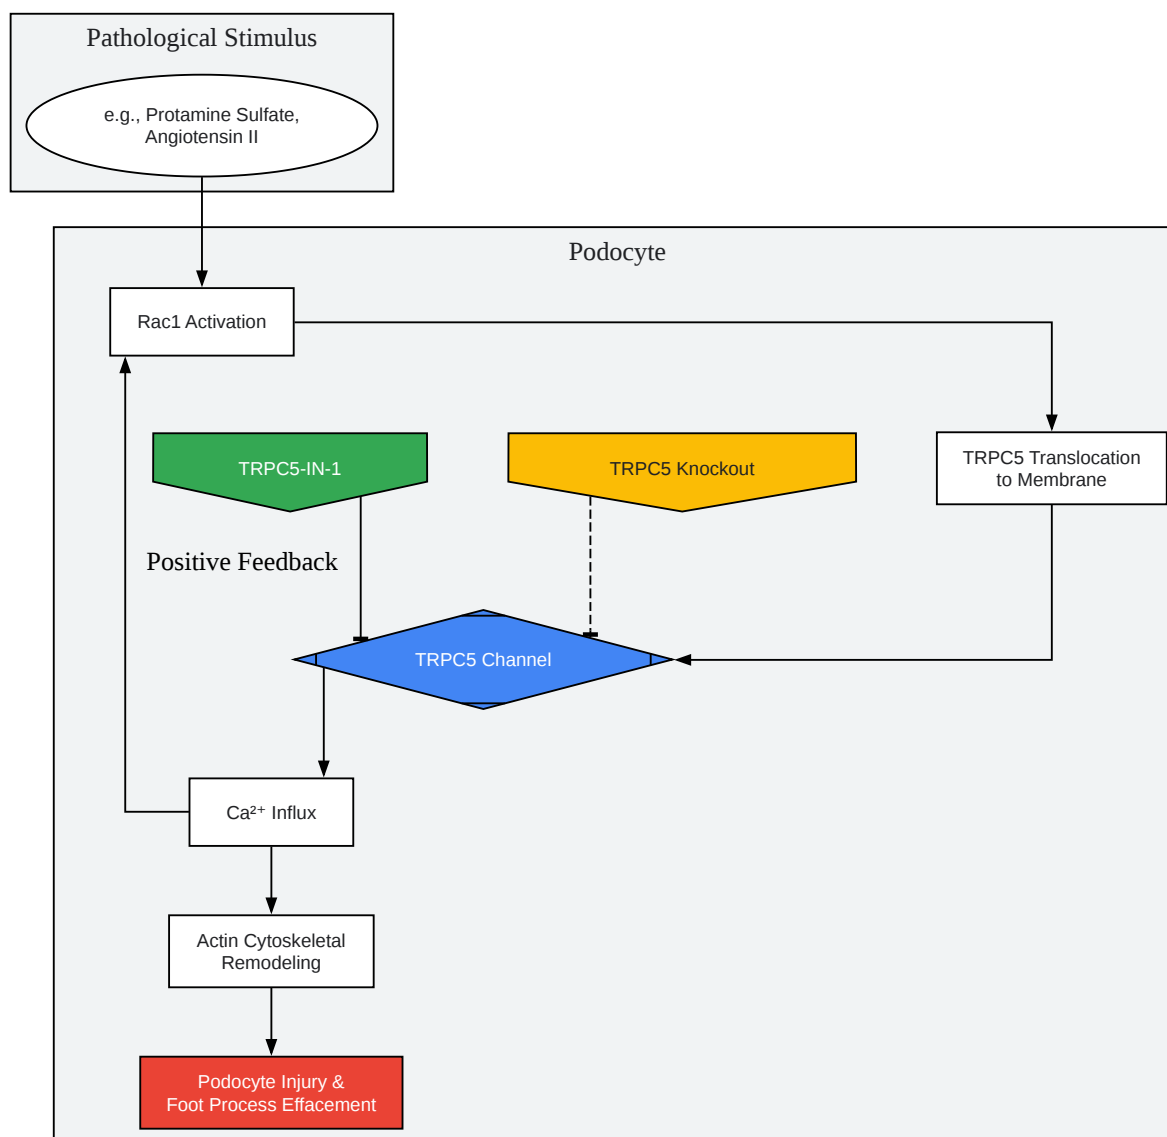 Pathological Stimulus
e.g., Protamine Sulfate,
Angiotensin II
Podocyte
Rac1 Activation
TRPC5-IN-1
TRPC5 Knockout
TRPC5 Translocation
to Membrane
Positive Feedback
TRPC5 Channel
Ca²⁺ Influx
Actin Cytoskeletal
Remodeling
Podocyte Injury &
Foot Process Effacement